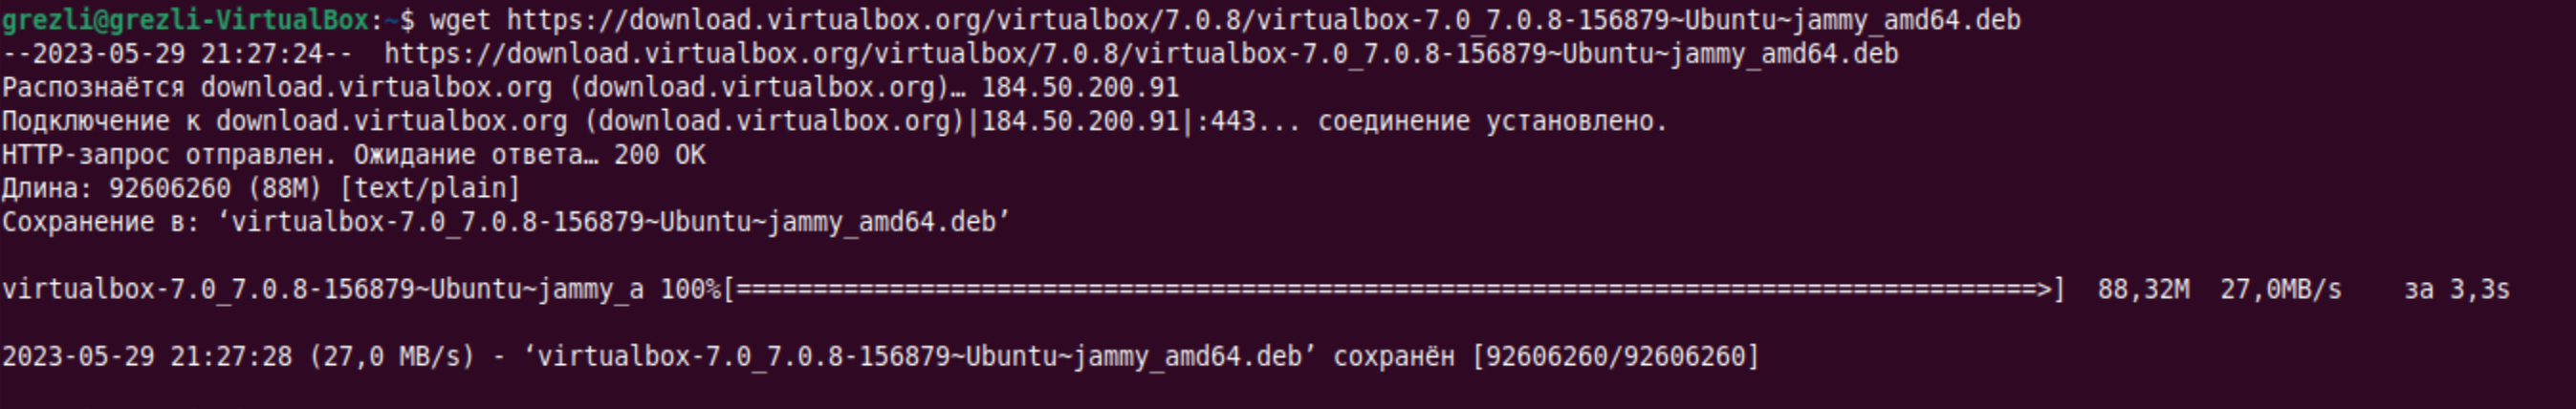 grezli@grezli-VirtualBox:~$ wget https://download.virtualbox.org/virtualbox/7.0.8/virtualbox-7.0_7.0.8-156879~Ubuntu~jammy_amd64.deb
--2023-05-29 21:27:24--  https://download.virtualbox.org/virtualbox/7.0.8/virtualbox-7.0_7.0.8-156879~Ubuntu~jammy_amd64.deb
Распознаётся download.virtualbox.org (download.virtualbox.org)… 184.50.200.91
Подключение к download.virtualbox.org (download.virtualbox.org)|184.50.200.91|:443... соединение установлено.
HTTP-запрос отправлен. Ожидание ответа… 200 OK
Длина: 92606260 (88M) [text/plain]
Сохранение в: ‘virtualbox-7.0_7.0.8-156879~Ubuntu~jammy_amd64.deb’
virtualbox-7.0_7.0.8-156879~Ubuntu~jammy_a 100%[=====================================================================================>]  88,32M  27,0MB/s    за 3,3s
2023-05-29 21:27:28 (27,0 MB/s) - ‘virtualbox-7.0_7.0.8-156879~Ubuntu~jammy_amd64.deb’ сохранён [92606260/92606260]